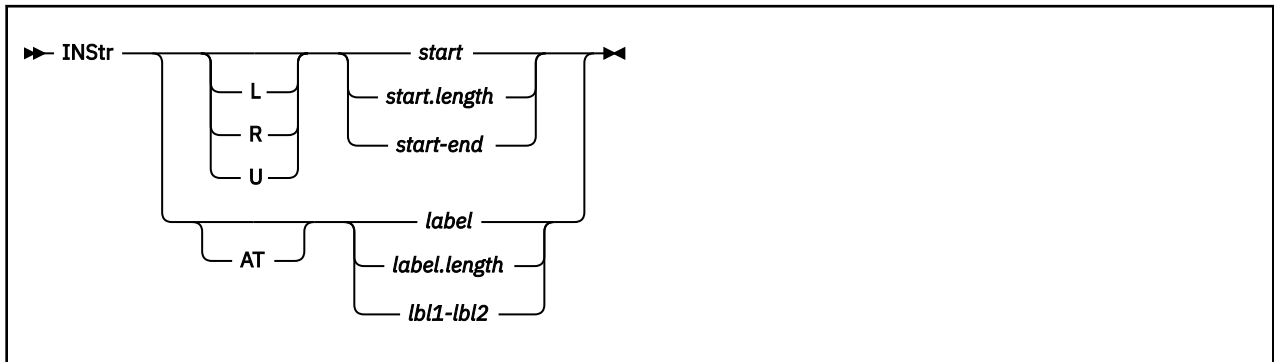 INStr start
L start.length
R start-end
U
label
AT label.length
lbl1-lbl2